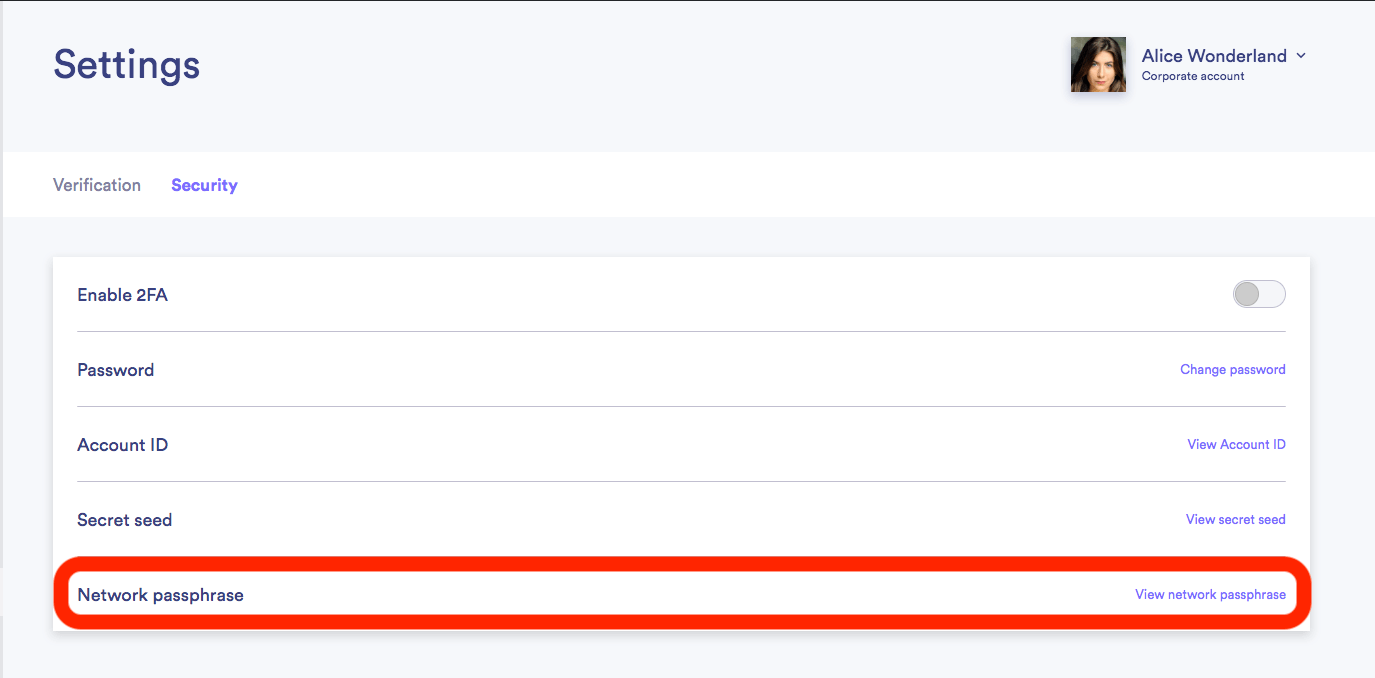 Settings
Alice Wonderland
Corporate account
Verification Security
Enable 2FA
Password Change password
Account ID View Account ID
Secret seed View secret seed
Network passphrase View network passphrase